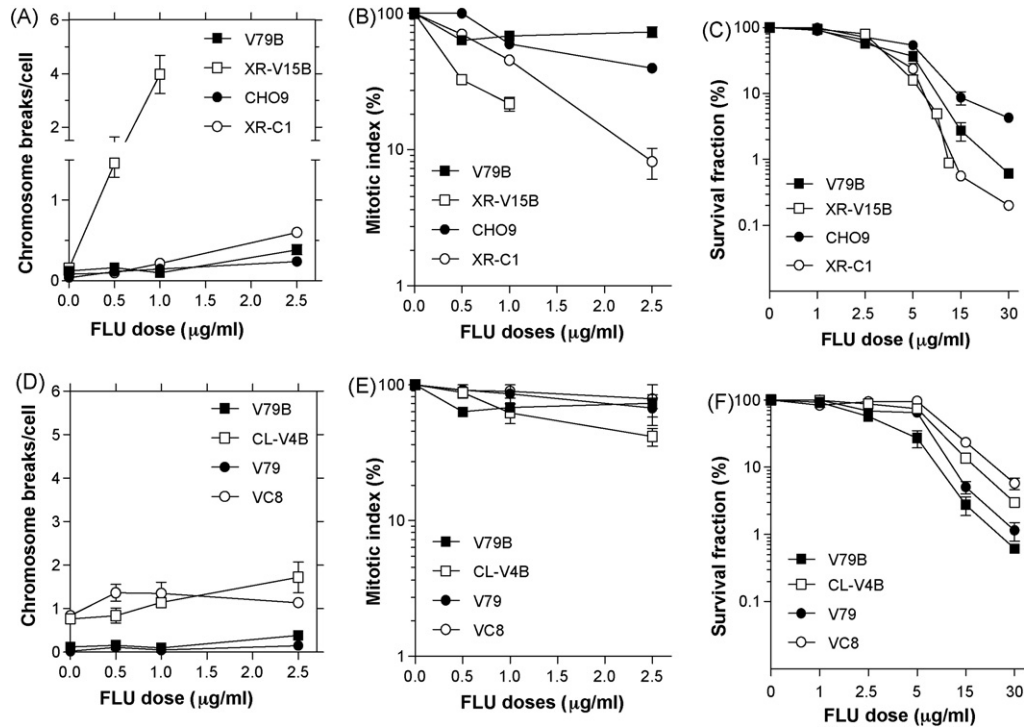 (A)
Chromosome breaks/cell
6
4
2
1
0
V79B
XR-V15B
CHO9
XR-C1
0.0 0.5 1.0 1.5 2.0 2.5
FLU dose (μg/ml)
(B)
Mitotic index (%)
100
10
1
V79B
XR-V15B
CHO9
XR-C1
0.0 0.5 1.0 1.5 2.0 2.5
FLU doses (μg/ml)
(C)
Survival fraction (%)
100
10
1
0.1
V79B
XR-V15B
CHO9
XR-C1
0 1 2.5 5 15 30
FLU dose (μg/ml)
(D)
Chromosome breaks/cell
6
5
4
3
2
1
0
V79B
CL-V4B
V79
VC8
0.0 0.5 1.0 1.5 2.0 2.5
FLU dose (μg/ml)
(E)
Mitotic index (%)
100
10
1
V79B
CL-V4B
V79
VC8
0.0 0.5 1.0 1.5 2.0 2.5
FLU doses (μg/ml)
(F)
Survival fraction (%)
100
10
1
0.1
V79B
CL-V4B
V79
VC8
0 1 2.5 5 15 30
FLU dose (μg/ml)